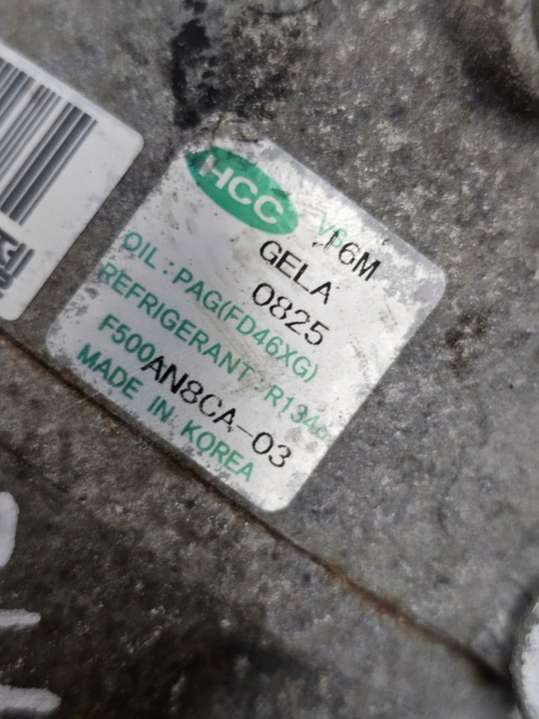 HCC
VS16M
GELA
0825
OIL : PAG(FD46XG)
REFRIGERANT : R134a
F500AN8CA-03
MADE IN KOREA